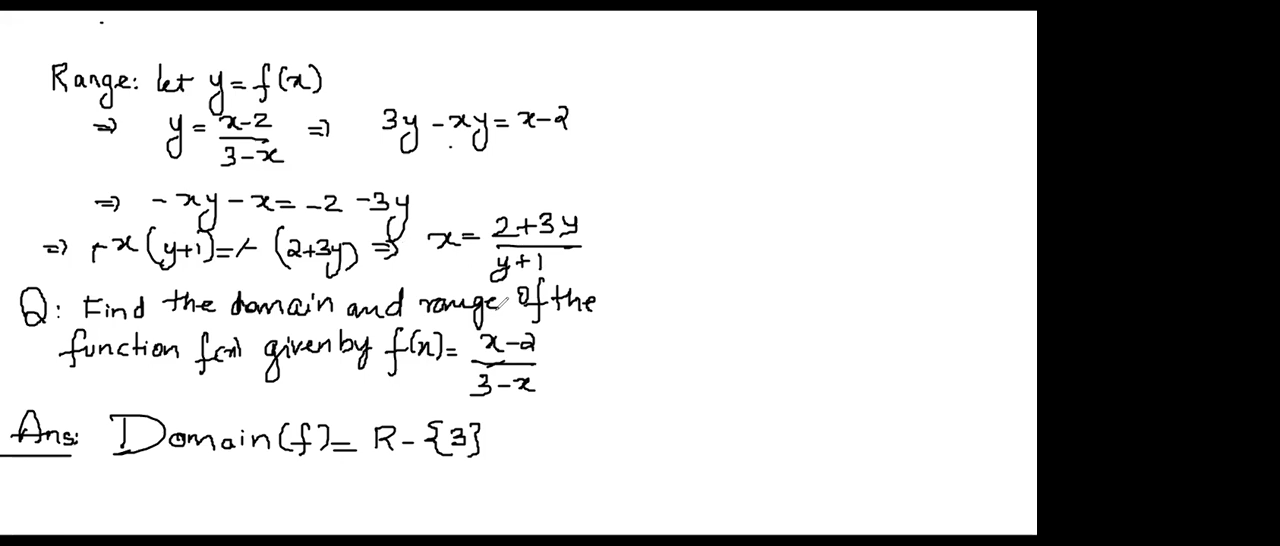 Range: let y = f(x)
⇒ y = x-2/3-x ⇒ 3y - xy = x-2
⇒ -xy - x = -2 -3y
⇒ -x(y+1) = -(2+3y) ⇒ x = 2+3y/y+1
Q: Find the domain and range of the
function f(x) given by f(x) = x-2/3-x
Ans: Domain(f) = R - {3}